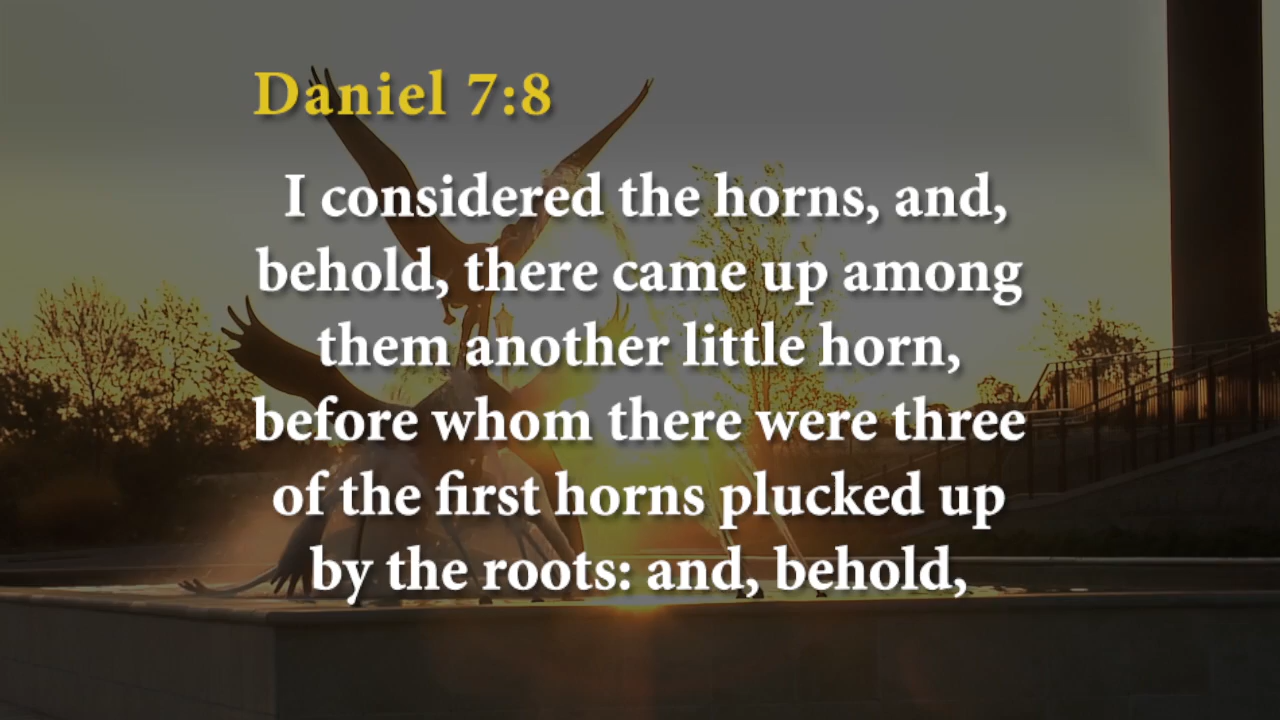 Daniel 7:8
I considered the horns, and,
behold, there came up among
them another little horn,
before whom there were three
of the first horns plucked up
by the roots: and, behold,